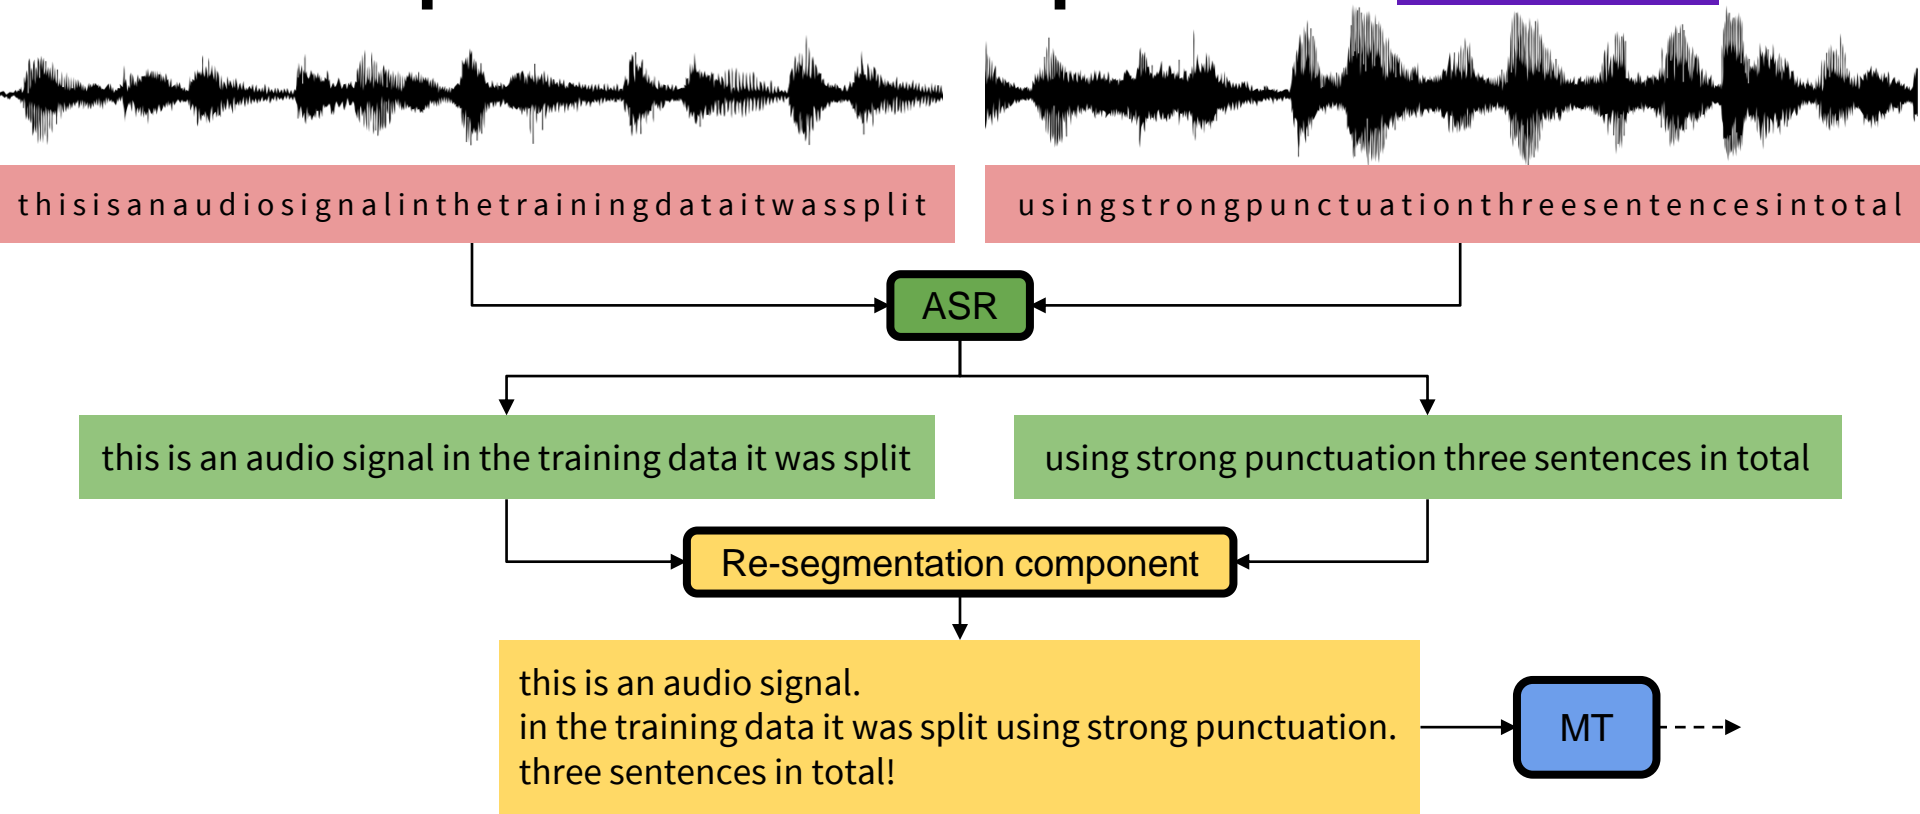 t h i s i s a n a u d i o s i g n a l i n t h e t r a i n i n g d a t a i t w a s s p l i t
u s i n g s t r o n g p u n c t u a t i o n t h r e e s e n t e n c e s i n t o t a l
ASR
this is an audio signal in the training data it was split
using strong punctuation three sentences in total
Re-segmentation component
this is an audio signal.
in the training data it was split using strong punctuation.
three sentences in total!
MT